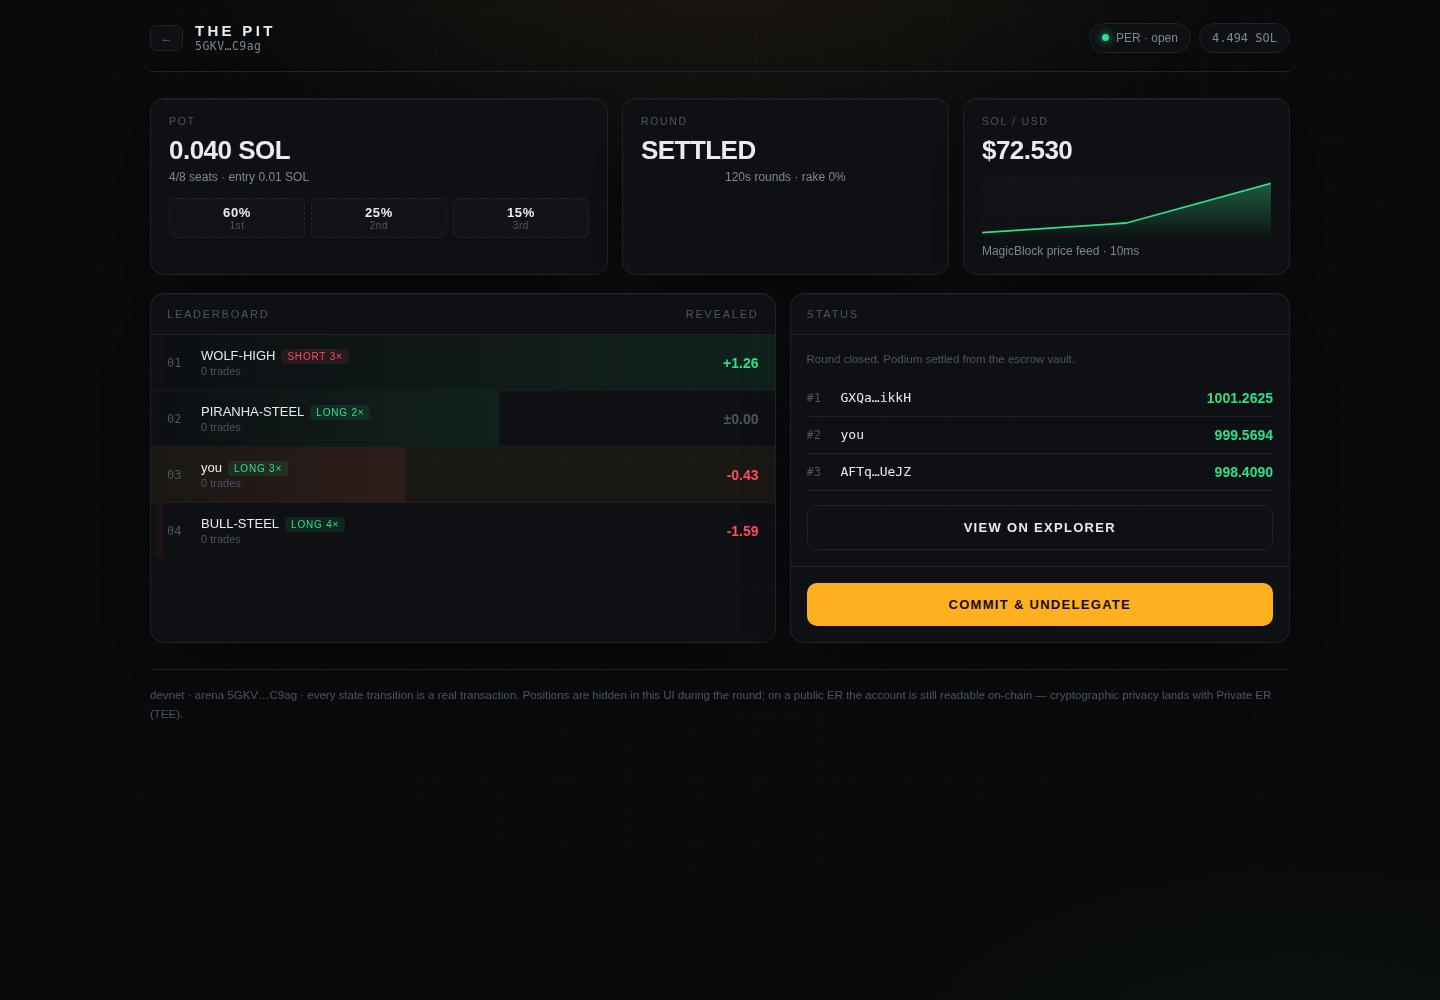 ←
THE PIT
5GKV…C9ag
PER · open
4.494 SOL
POT
0.040 SOL
4/8 seats · entry 0.01 SOL
60%
1st
25%
2nd
15%
3rd
ROUND
SETTLED
120s rounds · rake 0%
SOL / USD
$72.530
MagicBlock price feed · 10ms
LEADERBOARD REVEALED
01 WOLF-HIGH SHORT 3× +1.26
0 trades
02 PIRANHA-STEEL LONG 2× ±0.00
0 trades
03 you LONG 3× -0.43
0 trades
04 BULL-STEEL LONG 4× -1.59
0 trades
STATUS
Round closed. Podium settled from the escrow vault.
#1 GXQa…ikkH 1001.2625
#2 you 999.5694
#3 AFTq…UeJZ 998.4090
VIEW ON EXPLORER
COMMIT & UNDELEGATE
devnet · arena 5GKV…C9ag · every state transition is a real transaction. Positions are hidden in this UI during the round; on a public ER the account is still readable on-chain — cryptographic privacy lands with Private ER
(TEE).